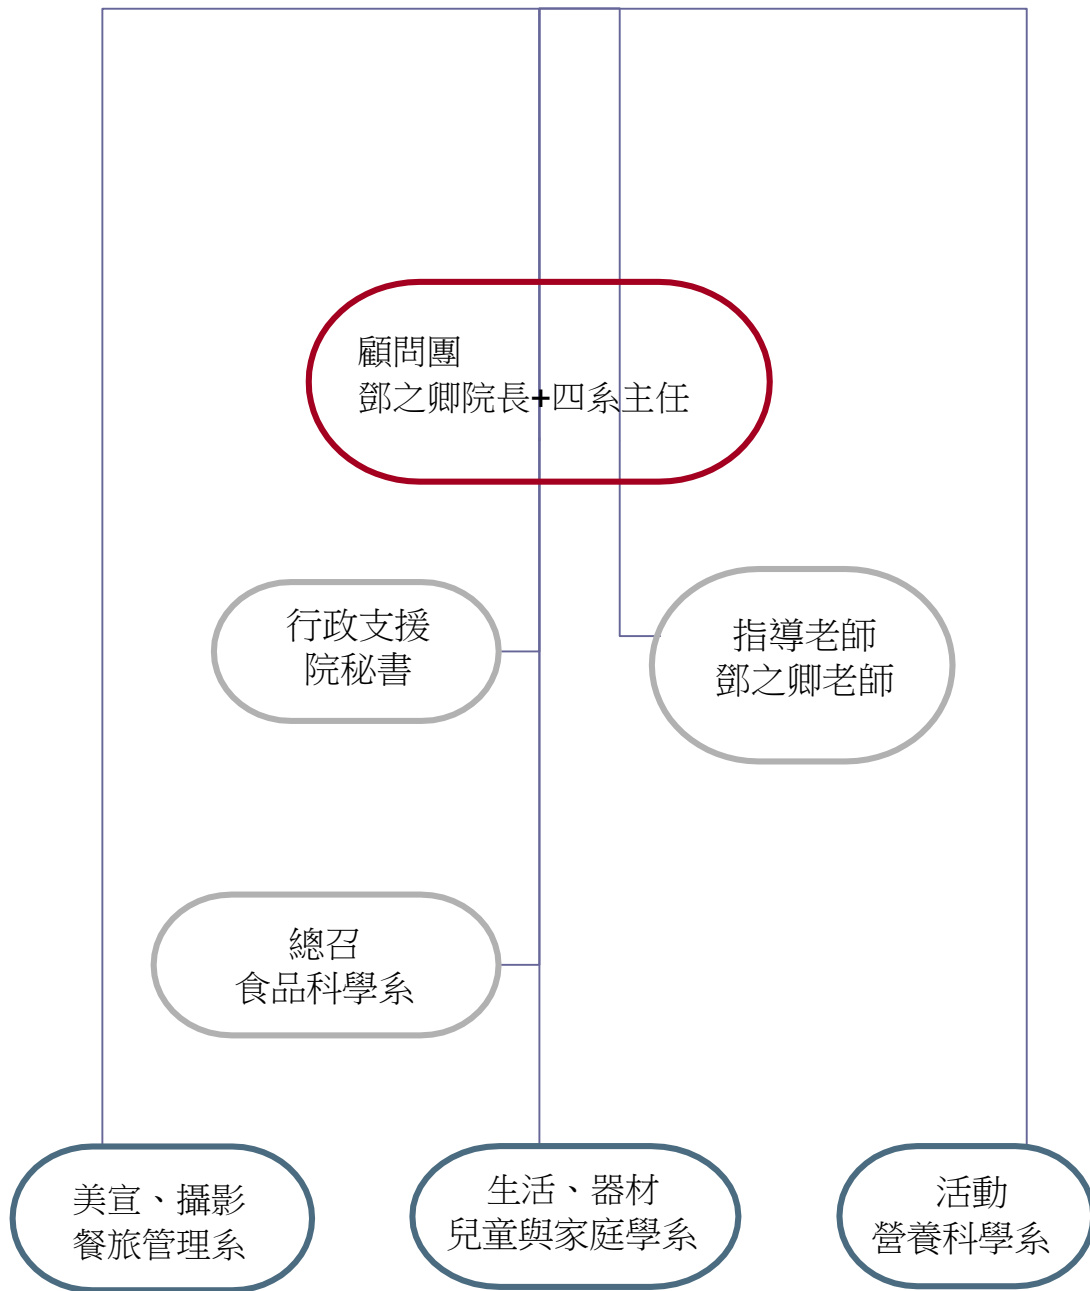 顧問團
鄧之卿院長+四系主任
行政支援
院秘書
指導老師
鄧之卿老師
總召
食品科學系
美宣、攝影
餐旅管理系
生活、器材
兒童與家庭學系
活動
營養科學系